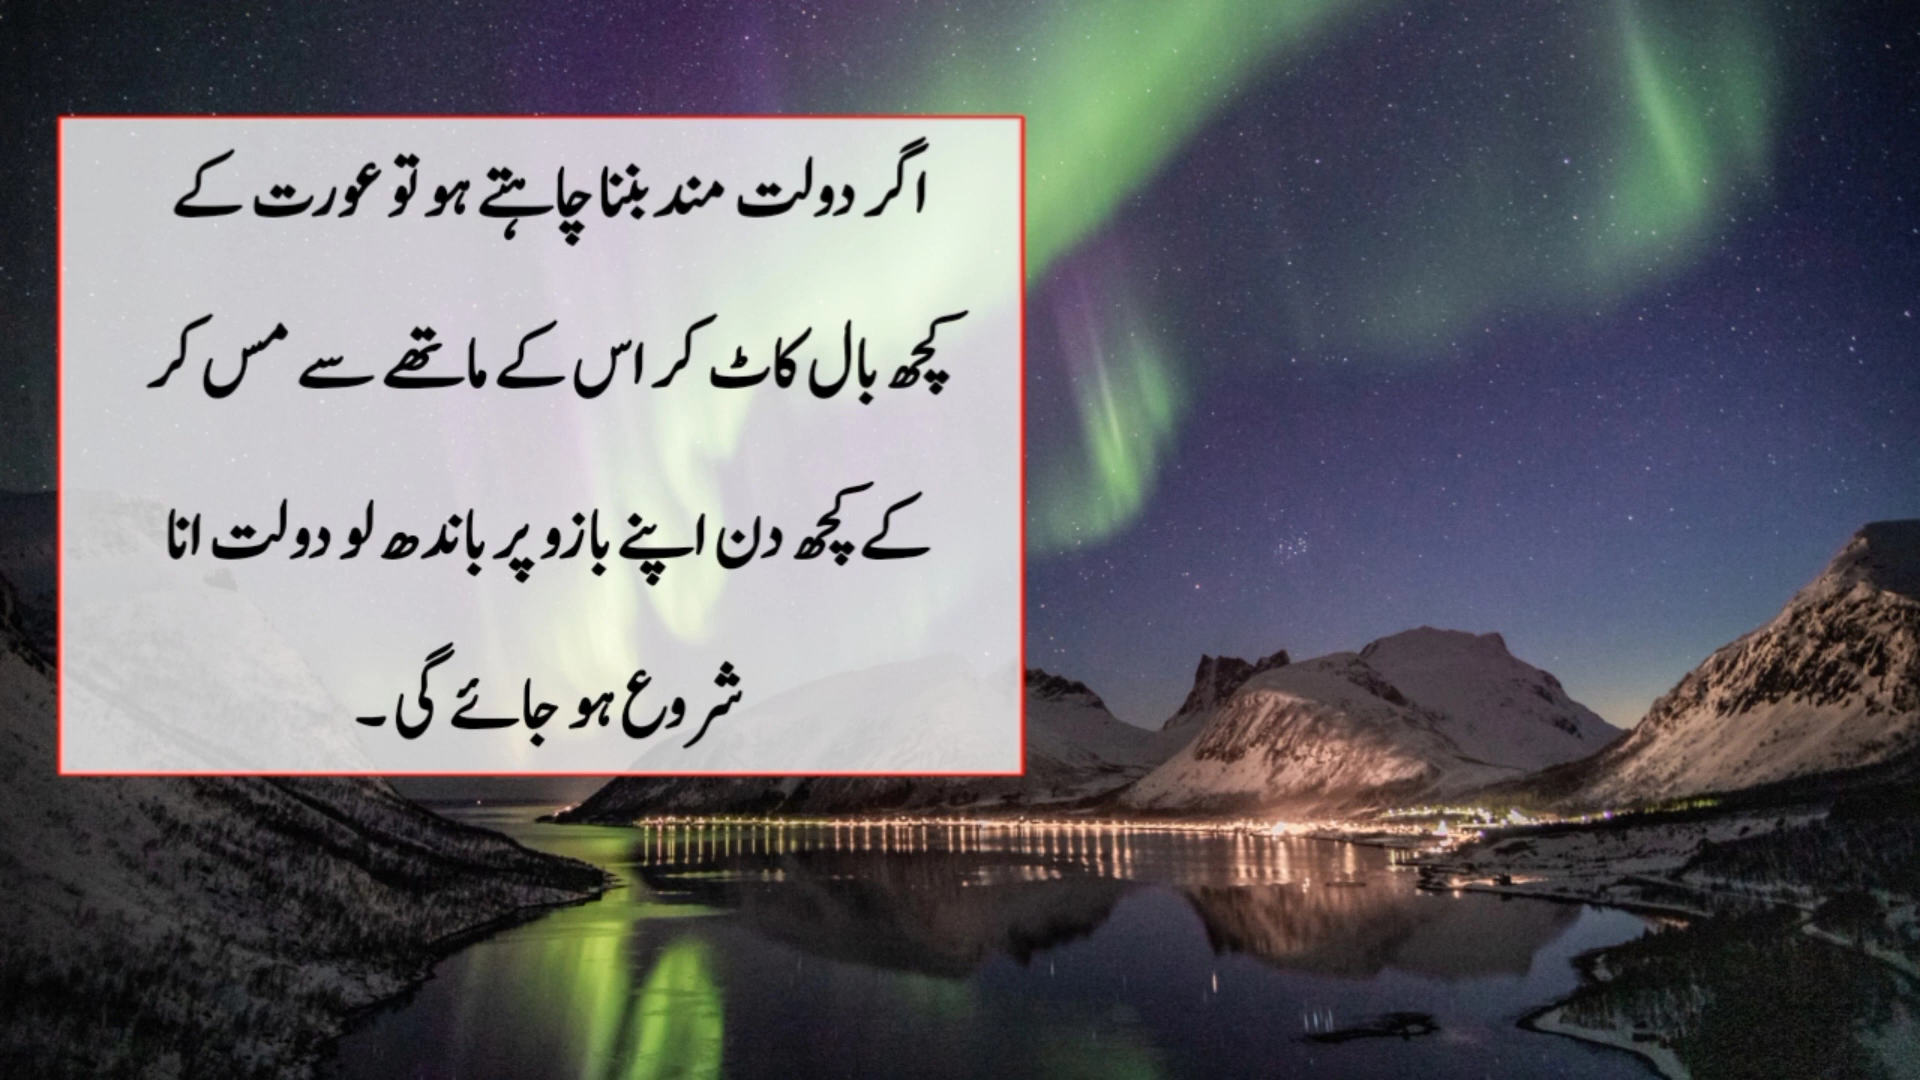 اگر دولت مند بننا چاہتے ہو تو عورت کے
کچھ بال کاٹ کر اس کے ماتھے سے مس کر
کے کچھ دن اپنے بازو پر باندھ لو دولت انا
شروع ہو جائے گی۔